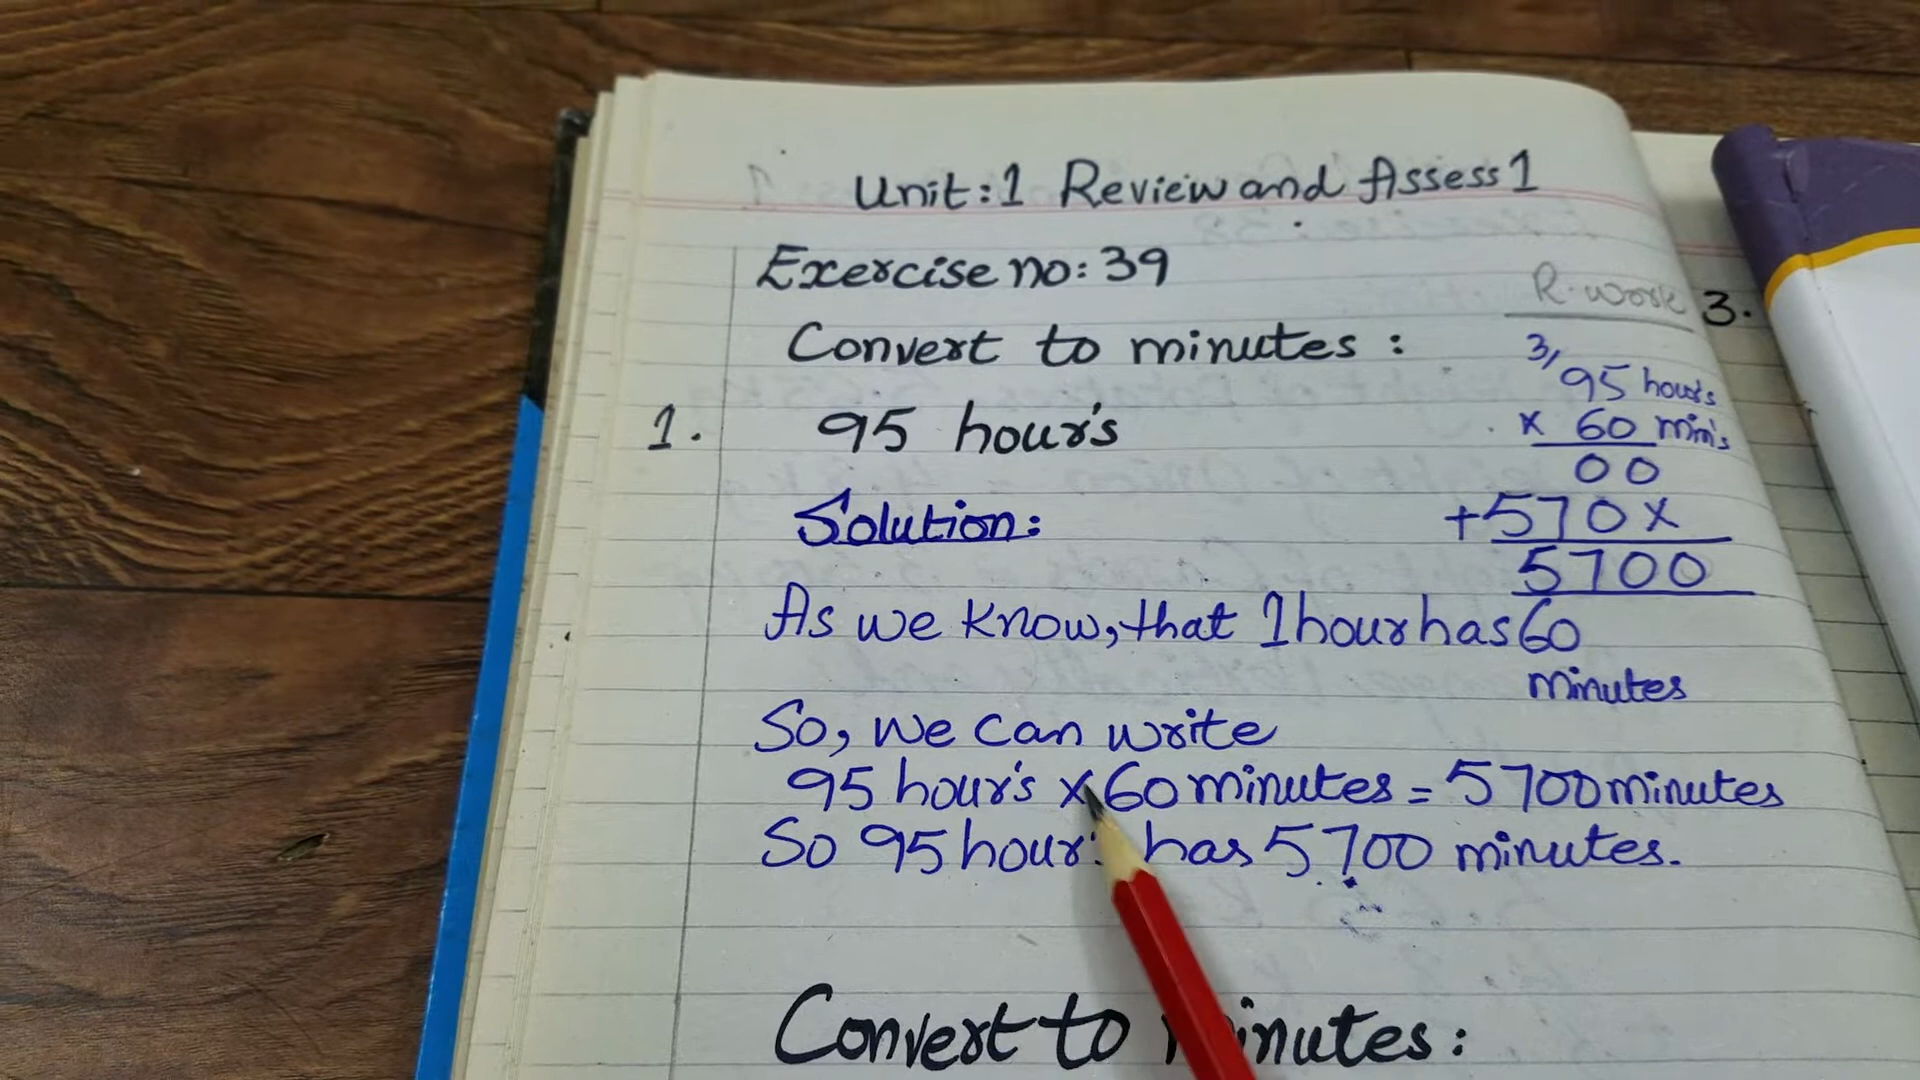 Unit:1 Review and Assess 1
Exercise no: 39
Convert to minutes :
1. 95 hour's
Solution:
As we know, that 1 hour has 60
minutes
So, we can write
95 hour's x 60 minutes = 5700 minutes
So 95 hour has 5700 minutes.
Convert to minutes:
R. work
3/
95 hour's
x 60 min's
00
+570x
5700
3.